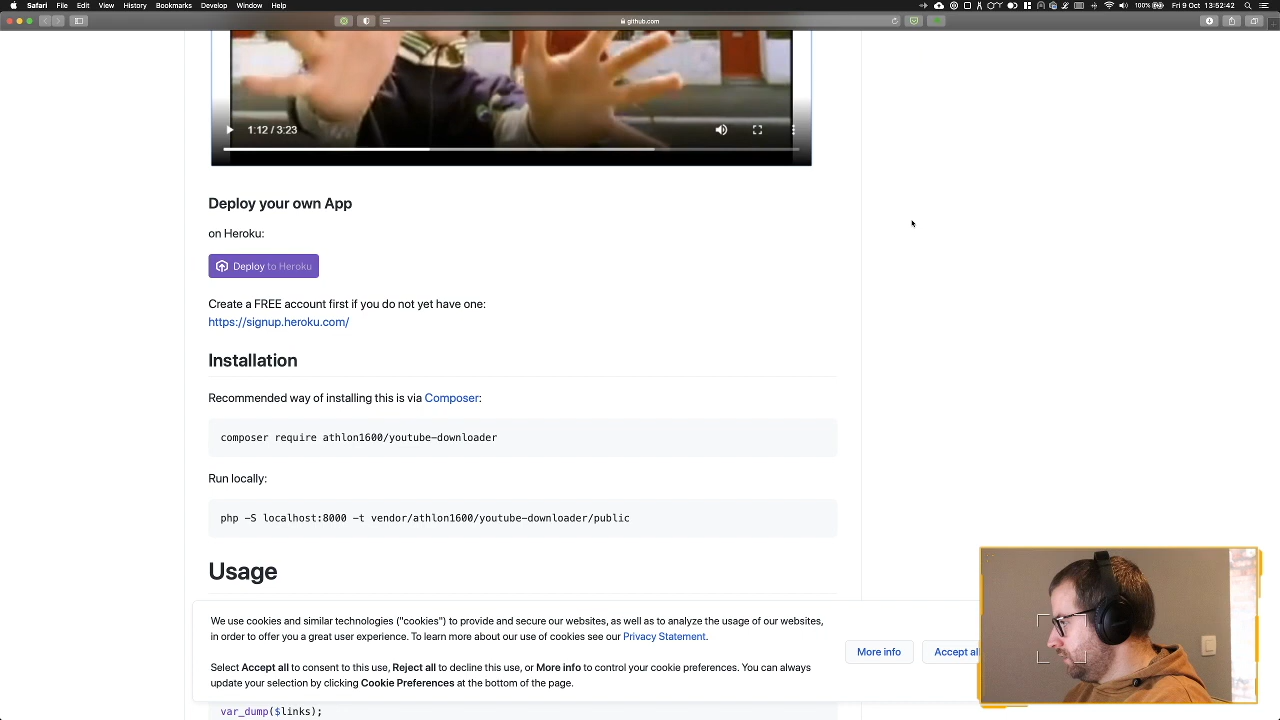 Safari File Edit View History Bookmarks Develop Window Help
100% Fri 9 Oct 13:52:42
github.com
1:12 / 3:23
Deploy your own App
on Heroku:
Deploy to Heroku
Create a FREE account first if you do not yet have one:
https://signup.heroku.com/
Installation
Recommended way of installing this is via Composer:
composer require athlon1600/youtube-downloader
Run locally:
php -S localhost:8000 -t vendor/athlon1600/youtube-downloader/public
Usage
We use cookies and similar technologies ("cookies") to provide and secure our websites, as well as to analyze the usage of our websites,
in order to offer you a great user experience. To learn more about our use of cookies see our Privacy Statement.
Select Accept all to consent to this use, Reject all to decline this use, or More info to control your cookie preferences. You can always
update your selection by clicking Cookie Preferences at the bottom of the page.
More info
Accept al
var_dump($links);